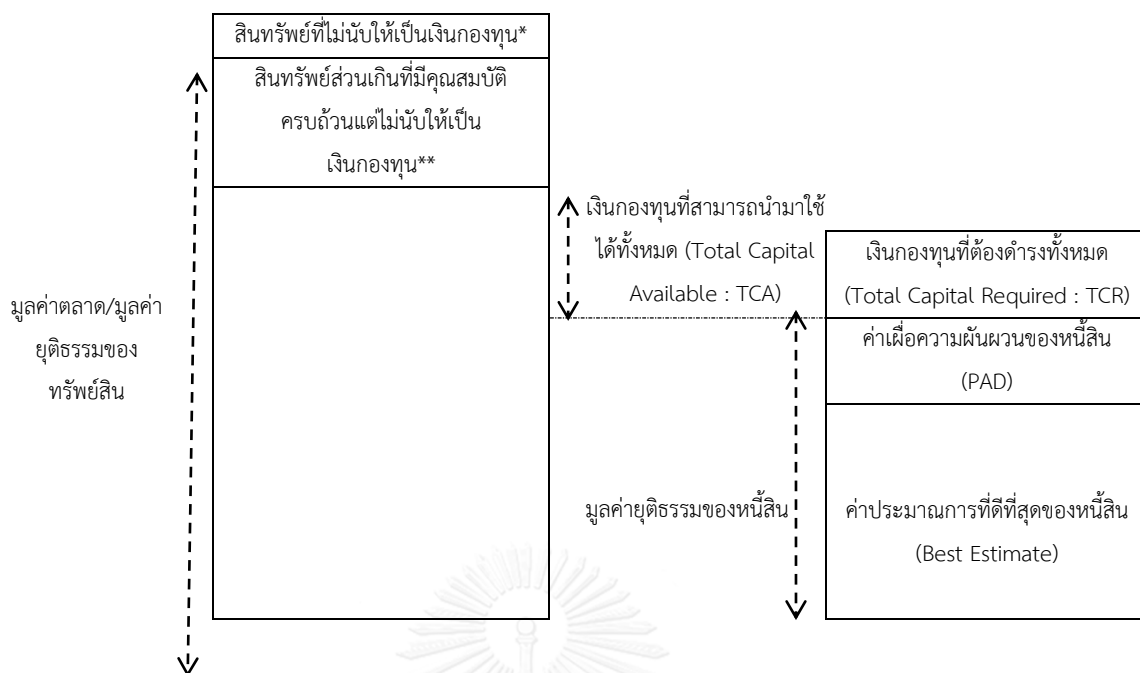 สินทรัพย์ที่ไม่นับให้เป็นเงินกองทุน*
สินทรัพย์ส่วนเกินที่มีคุณสมบัติ
ครบถ้วนแต่ไม่นับให้เป็น
เงินกองทุน**
มูลค่าตลาด/มูลค่า
ยุติธรรมของ
ทรัพย์สิน
เงินกองทุนที่สามารถนำมาใช้
ได้ทั้งหมด (Total Capital
Available : TCA)
มูลค่ายุติธรรมของหนี้สิน
เงินกองทุนที่ต้องดำรงทั้งหมด
(Total Capital Required : TCR)
ค่าเผื่อความผันผวนของหนี้สิน
(PAD)
ค่าประมาณการที่ดีที่สุดของหนี้สิน
(Best Estimate)